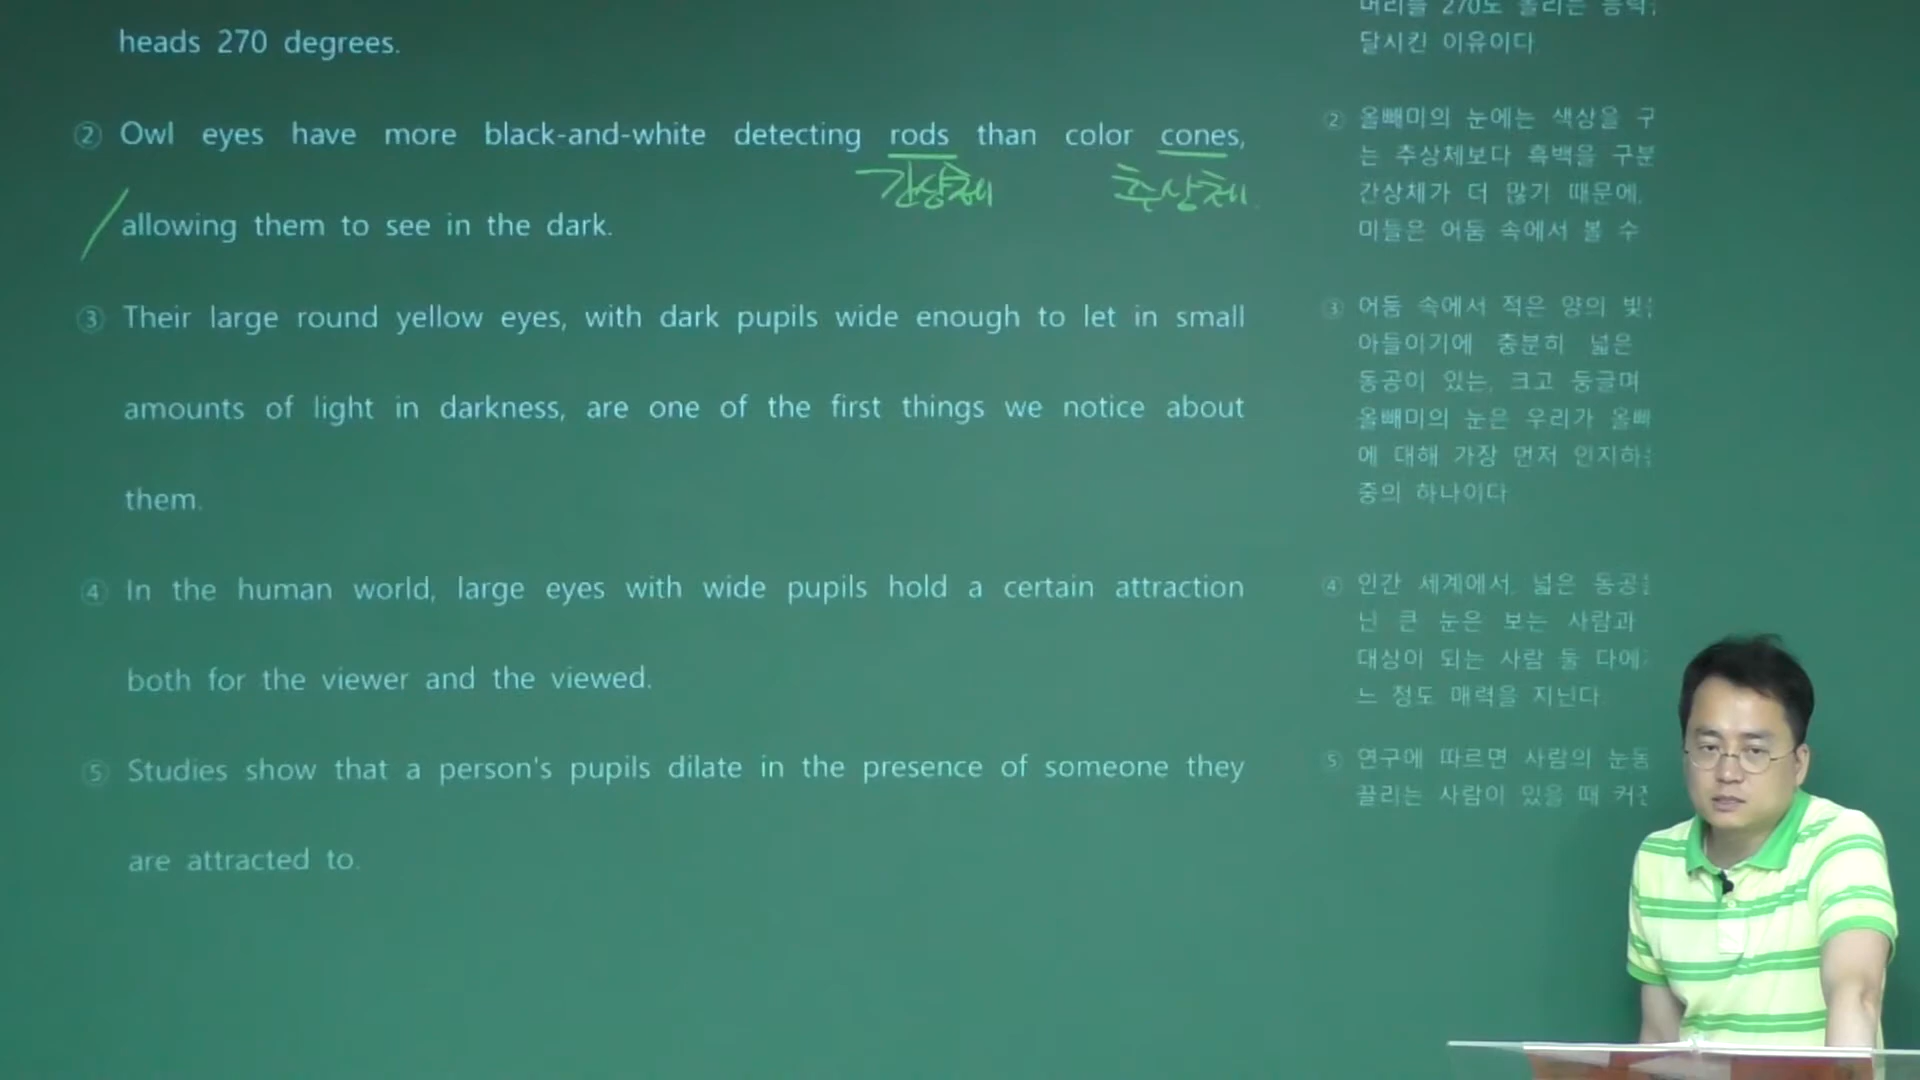 heads 270 degrees.
② Owl eyes have more black-and-white detecting rods than color cones,
간상체 추상체
allowing them to see in the dark.
③ Their large round yellow eyes, with dark pupils wide enough to let in small
amounts of light in darkness, are one of the first things we notice about
them.
④ In the human world, large eyes with wide pupils hold a certain attraction
both for the viewer and the viewed.
⑤ Studies show that a person's pupils dilate in the presence of someone they
are attracted to.
머리를 270도 돌리는
달시킨 이유이다
② 올빼미의 눈에는 색상을 구
는 추상체보다 흑백을 구분
간상체가 더 많기 때문에,
미들은 어둠 속에서 볼 수
③ 어둠 속에서 적은 양의
아들이기에 충분히 넓은
동공이 있는, 크고 둥글며
올빼미의 눈은 우리가 올빼
에 대해 가장 먼저 인지하
중의 하나이다
④ 인간 세계에서, 넓은 동공
닌 큰 눈은 보는 사람과
대상이 되는 사람 둘 다에
느 정도 매력을 지닌다
⑤ 연구에 따르면 사람의 눈동
끌리는 사람이 있을 때